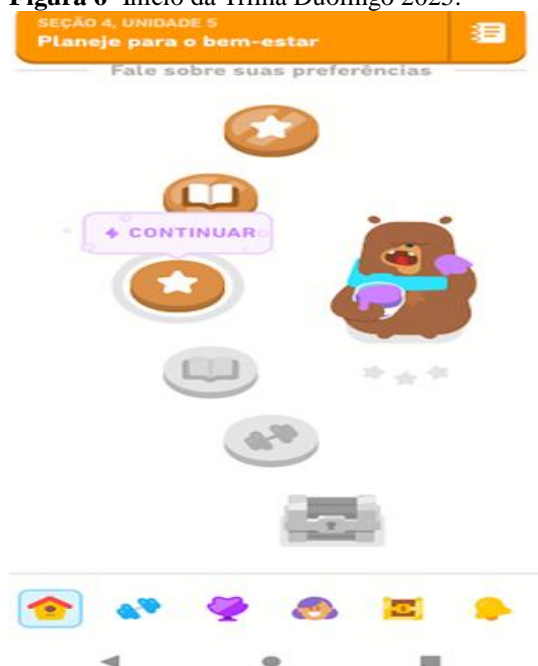 Figura 6- Início da Trilha Duolingo 2023.
SEÇÃO 4, UNIDADE 5
Planeje para o bem-estar
Fale sobre suas preferências
CONTINUAR